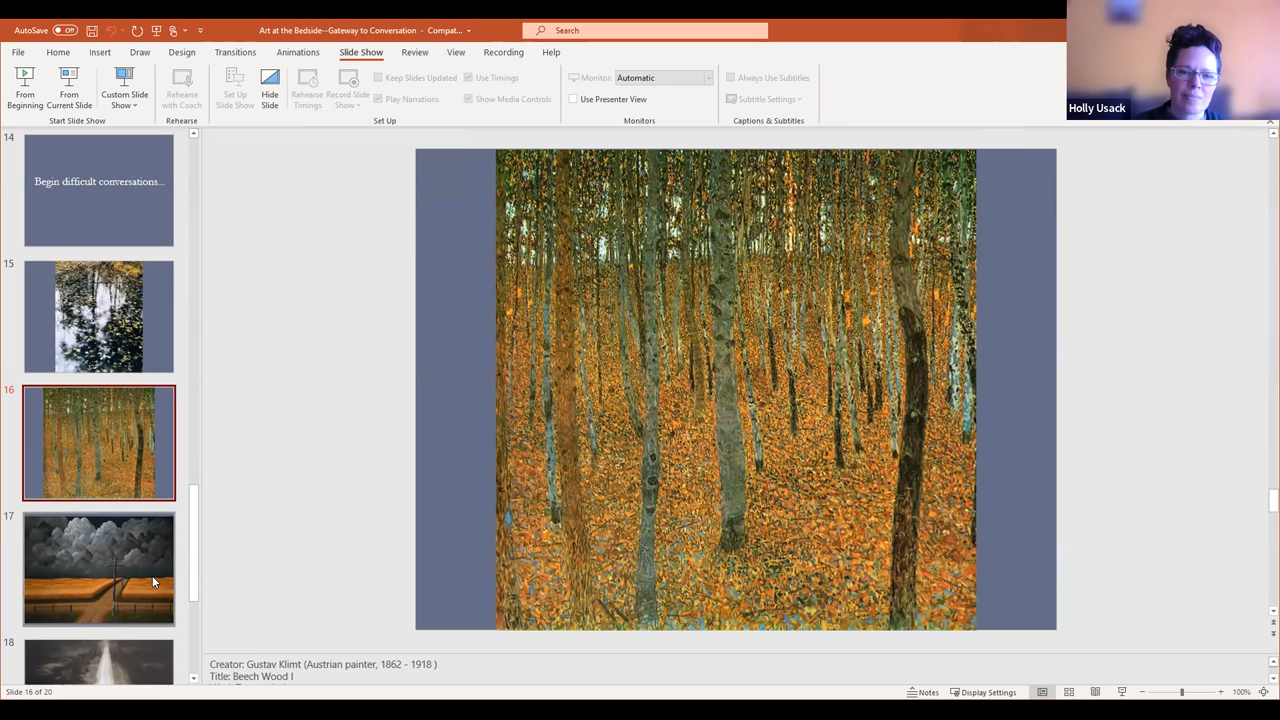 AutoSave Off Art at the Bedside--Gateway to Conversation - Compat... Search
File Home Insert Draw Design Transitions Animations Slide Show Review View Recording Help
From Beginning
From Current Slide
Custom Slide Show
Start Slide Show
Rehearse with Coach
Rehearse
Set Up Slide Show
Hide Slide
Rehearse Timings
Record Slide Show
Keep Slides Updated
Play Narrations
Use Timings
Show Media Controls
Set Up
Monitor: Automatic
Use Presenter View
Monitors
Always Use Subtitles
Subtitle Settings
Captions & Subtitles
Holly Usack
14
Begin difficult conversations...
15
16
17
18
Creator: Gustav Klimt (Austrian painter, 1862 - 1918 )
Title: Beech Wood I
Slide 16 of 20 Notes Display Settings 100%